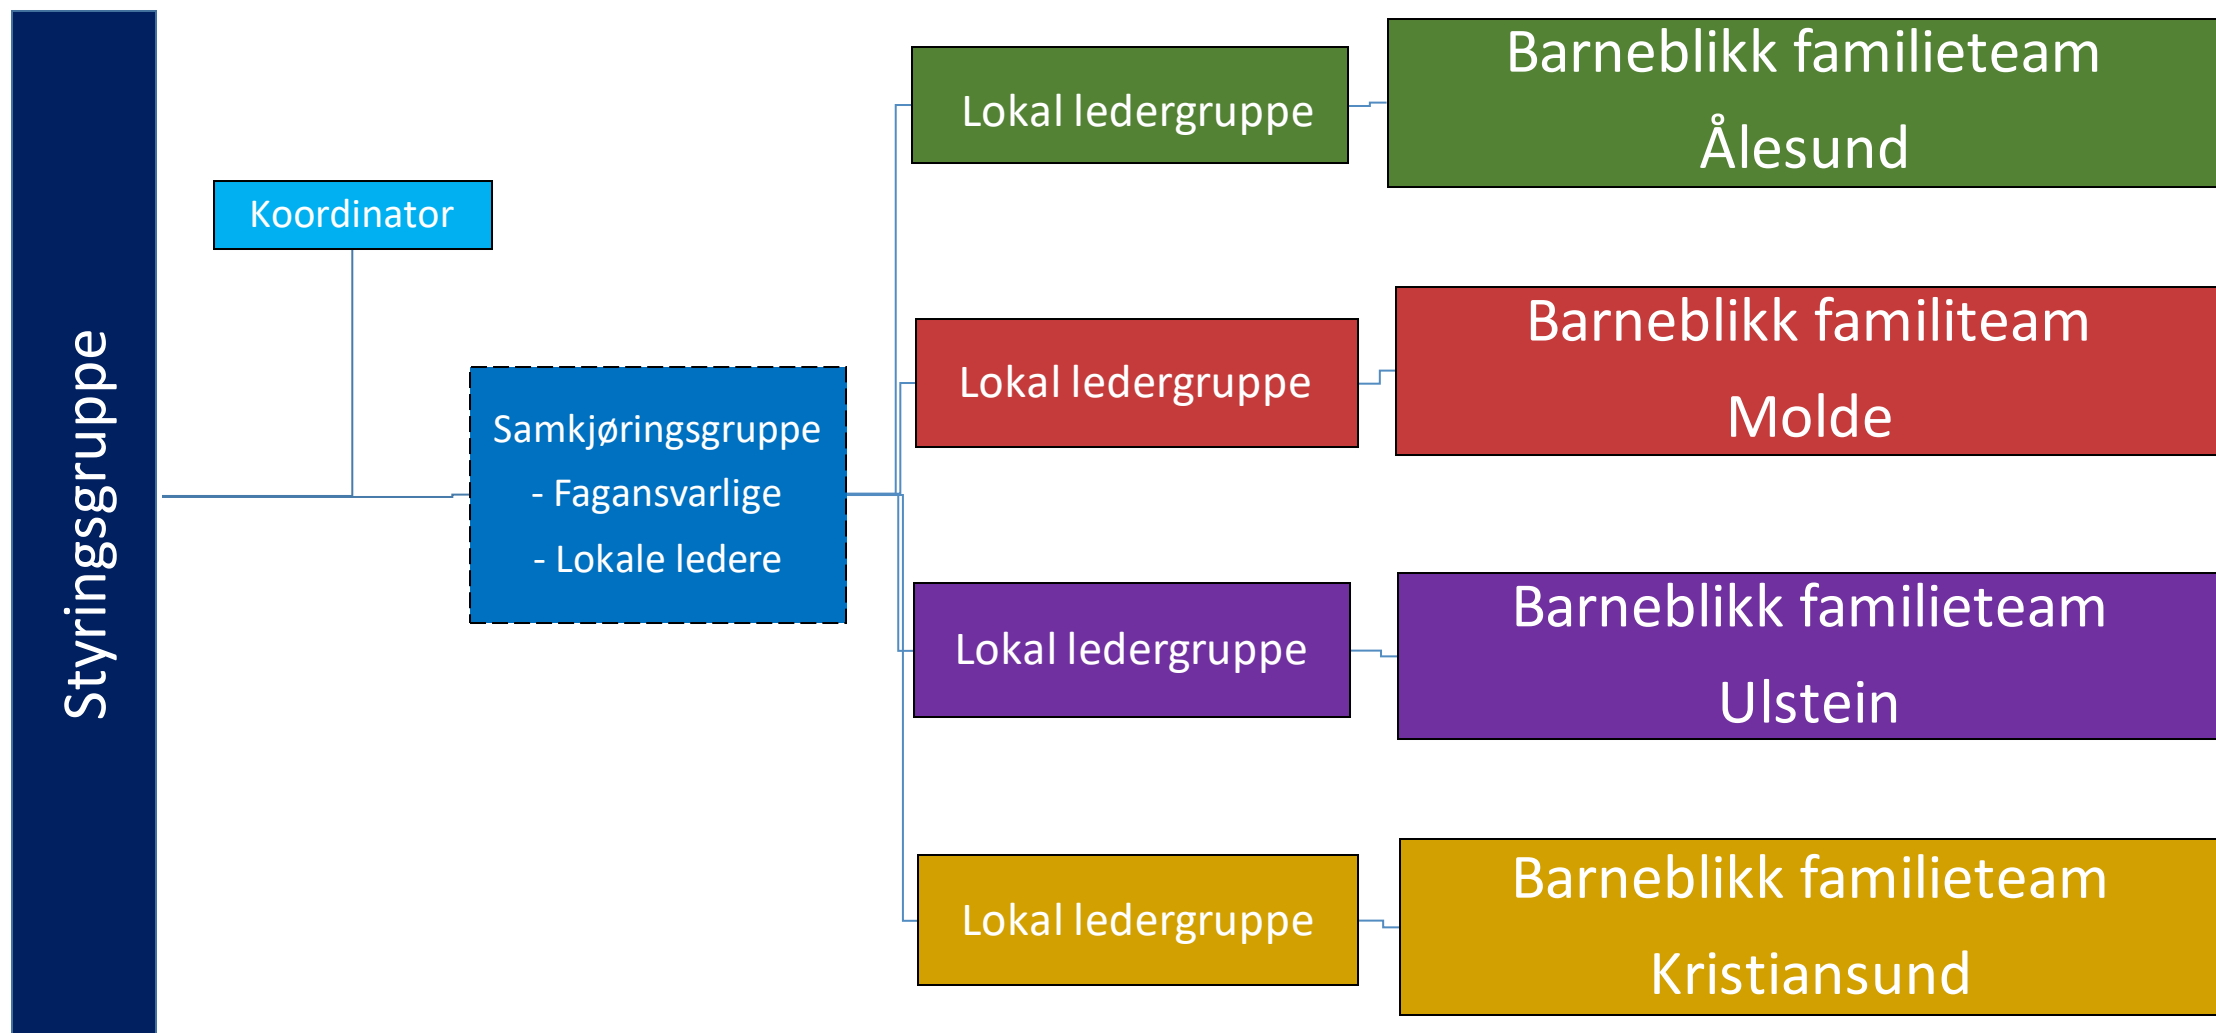 Styringsgruppe
Koordinator
Samkjøringsgruppe
- Fagansvarlige
- Lokale ledere
Lokal ledergruppe
Barneblikk familieteam
Ålesund
Lokal ledergruppe
Barneblikk familiteam
Molde
Lokal ledergruppe
Barneblikk familieteam
Ulstein
Lokal ledergruppe
Barneblikk familieteam
Kristiansund